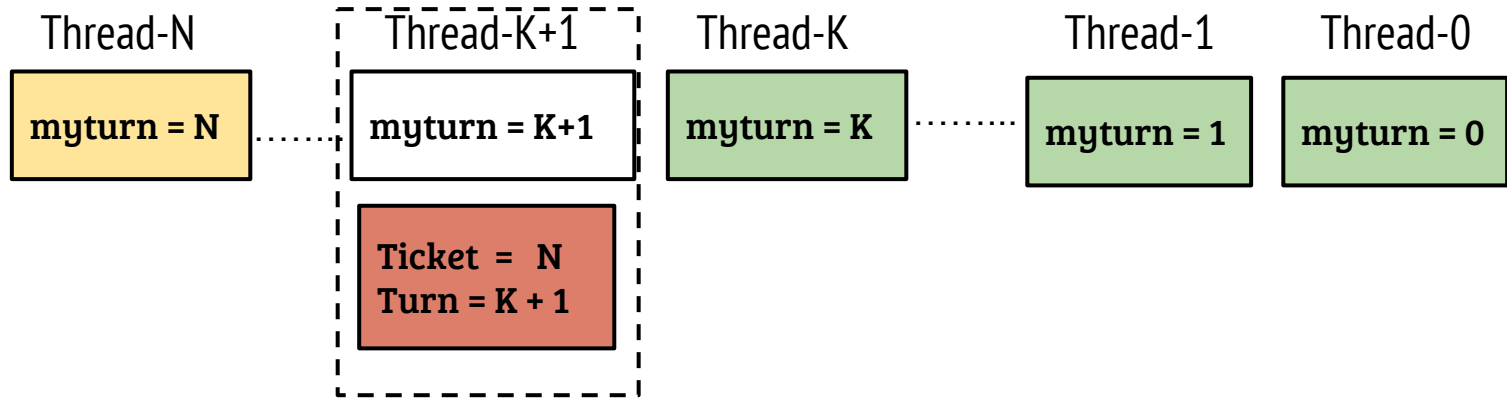 Thread-N
Thread-K+1
Thread-K
Thread-1
Thread-0
myturn = N
myturn = K+1
myturn = K
myturn = 1
myturn = 0
Ticket = N
Turn = K + 1